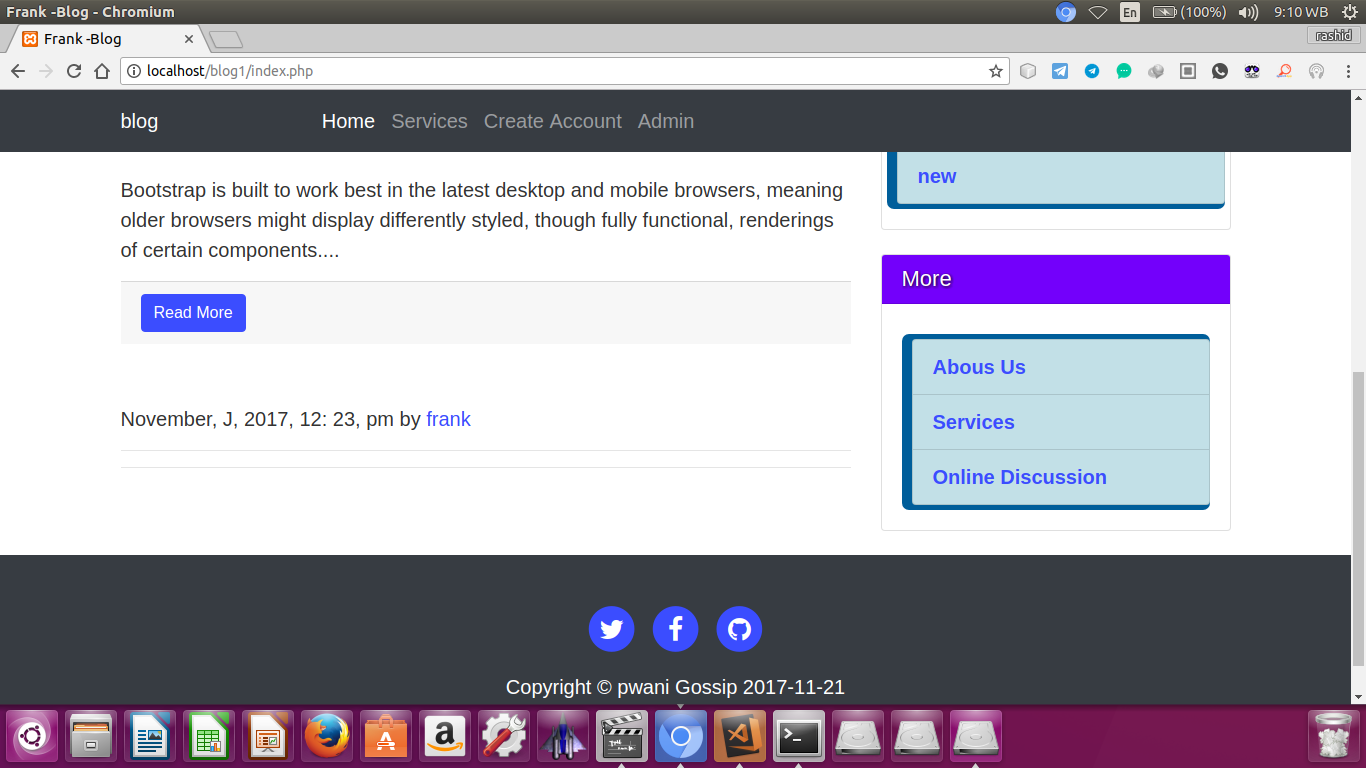 Frank -Blog - Chromium
En
(100%)
9:10 WB
Frank -Blog
rashid
localhost/blog1/index.php
blog
Home
Services
Create Account
Admin
new
Bootstrap is built to work best in the latest desktop and mobile browsers, meaning
older browsers might display differently styled, though fully functional, renderings
of certain components....
Read More
November, J, 2017, 12: 23, pm by frank
More
Abous Us
Services
Online Discussion
Copyright © pwani Gossip 2017-11-21